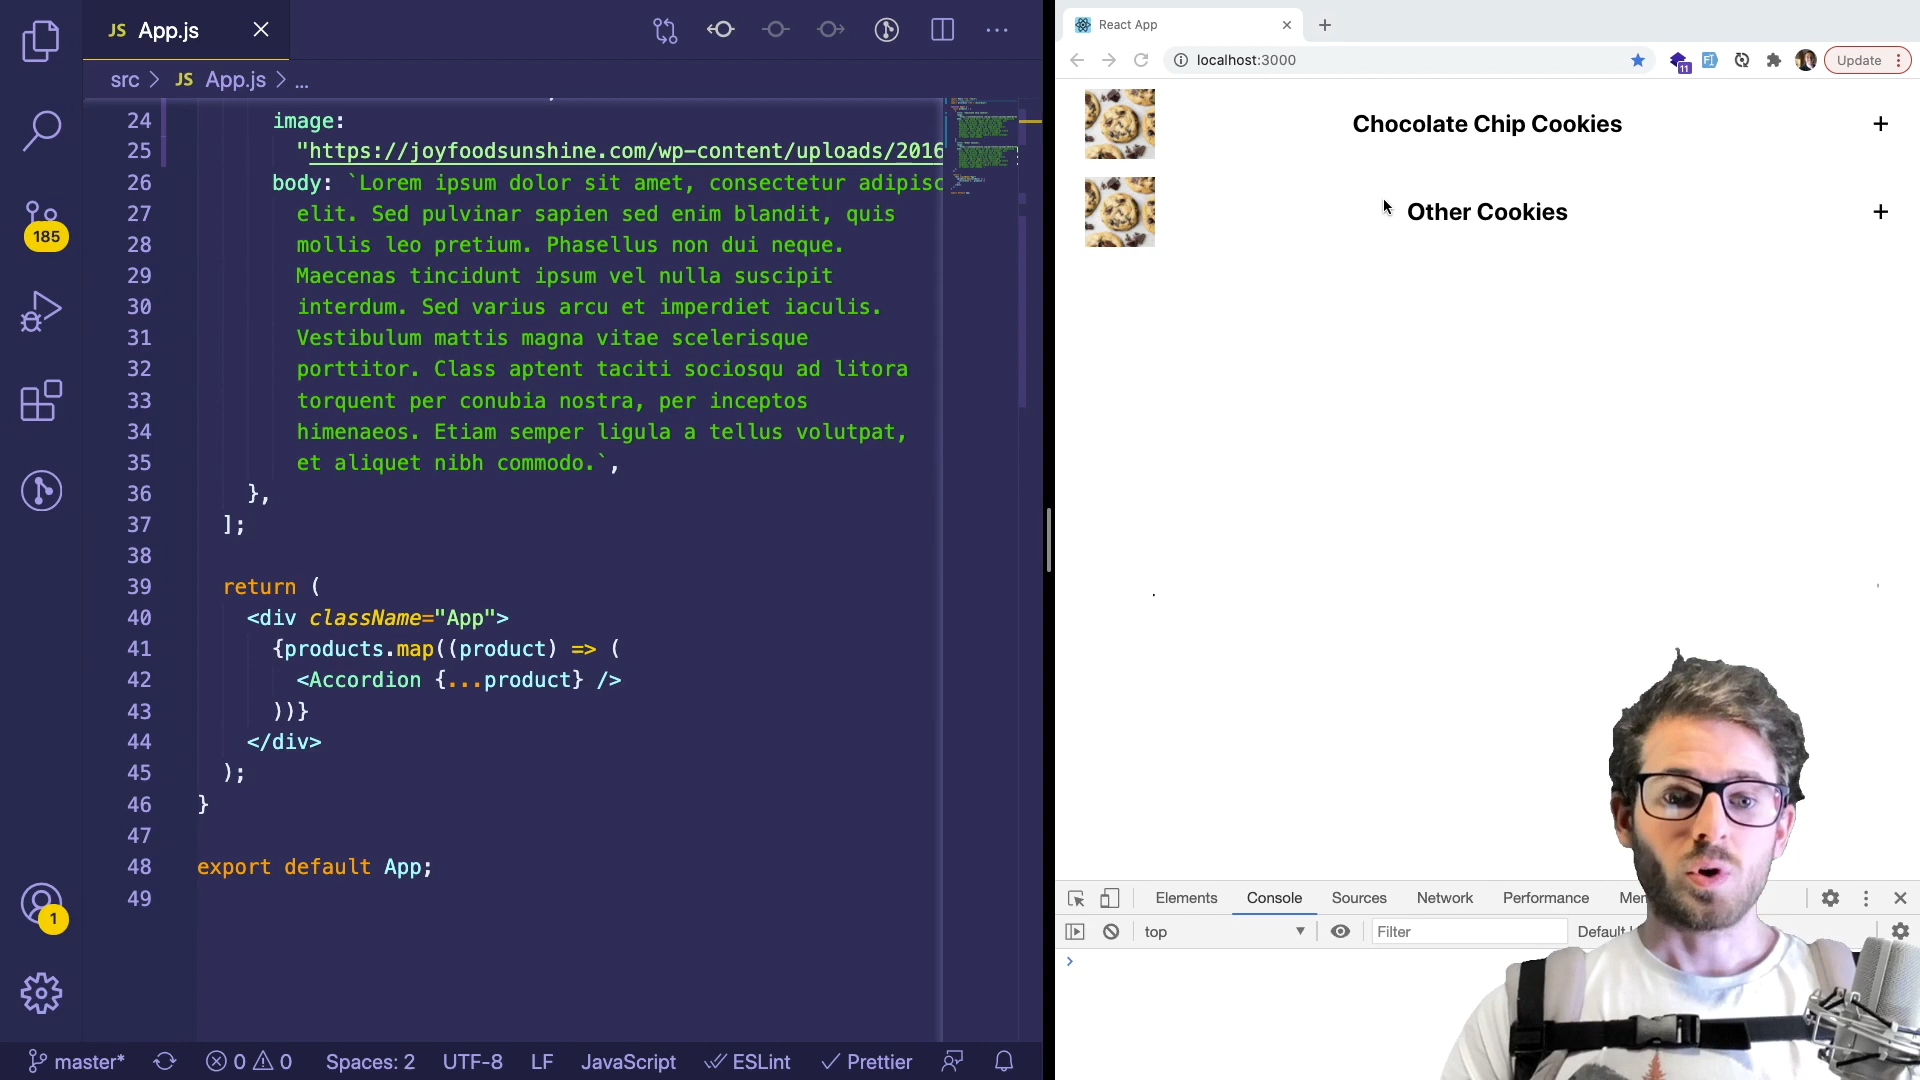 JS App.js
src > JS App.js > ...
24 image:
25 "https://joyfoodsunshine.com/wp-content/uploads/2016
26 body: `Lorem ipsum dolor sit amet, consectetur adipisc
27 elit. Sed pulvinar sapien sed enim blandit, quis
28 mollis leo pretium. Phasellus non dui neque.
29 Maecenas tincidunt ipsum vel nulla suscipit
30 interdum. Sed varius arcu et imperdiet iaculis.
31 Vestibulum mattis magna vitae scelerisque
32 porttitor. Class aptent taciti sociosqu ad litora
33 torquent per conubia nostra, per inceptos
34 himenaeos. Etiam semper ligula a tellus volutpat,
35 et aliquet nibh commodo.`,
36 },
37 ];
38
39 return (
40 <div className="App">
41 {products.map((product) => (
42 <Accordion {...product} />
43 ))}
44 </div>
45 );
46 }
47
48 export default App;
49
185
1
master* 0 0 Spaces: 2 UTF-8 LF JavaScript ESLint Prettier
React App
localhost:3000
11
Update
Chocolate Chip Cookies +
Other Cookies +
Elements Console Sources Network Performance Mem
top Filter Default